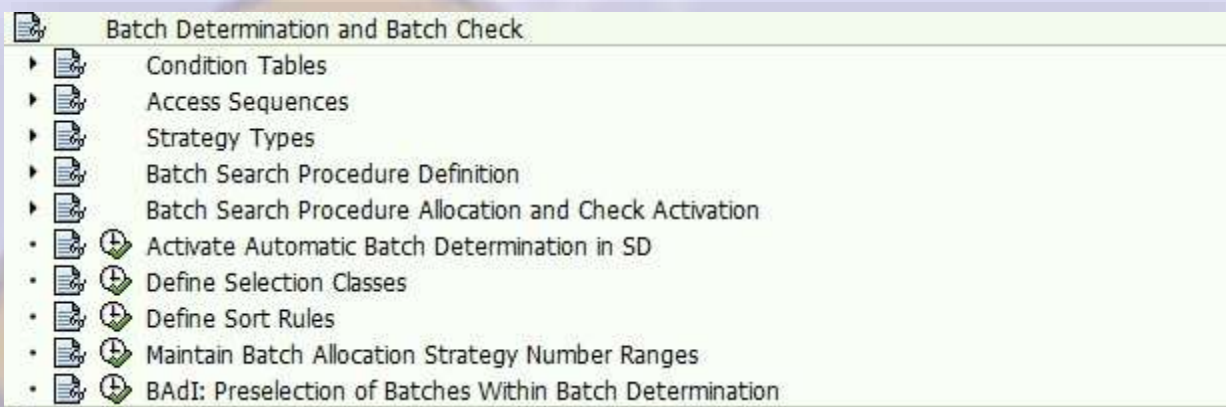 Batch Determination and Batch Check
Condition Tables
Access Sequences
Strategy Types
Batch Search Procedure Definition
Batch Search Procedure Allocation and Check Activation
Activate Automatic Batch Determination in SD
Define Selection Classes
Define Sort Rules
Maintain Batch Allocation Strategy Number Ranges
BAdI: Preselection of Batches Within Batch Determination